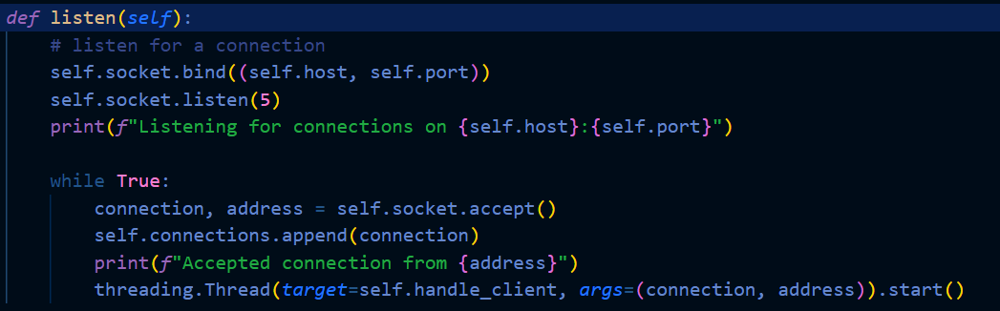 def listen(self):
    # listen for a connection
    self.socket.bind((self.host, self.port))
    self.socket.listen(5)
    print(f"Listening for connections on {self.host}:{self.port}")

    while True:
        connection, address = self.socket.accept()
        self.connections.append(connection)
        print(f"Accepted connection from {address}")
        threading.Thread(target=self.handle_client, args=(connection, address)).start()